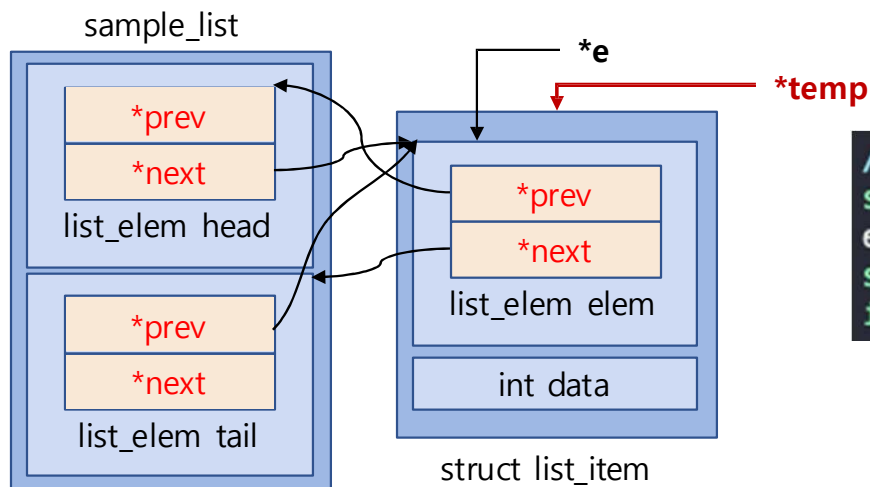 sample_list
*e
*temp
*prev
*next
list_elem head
*prev
*next
list_elem elem
*prev
*next
list_elem tail
int data
struct list_item